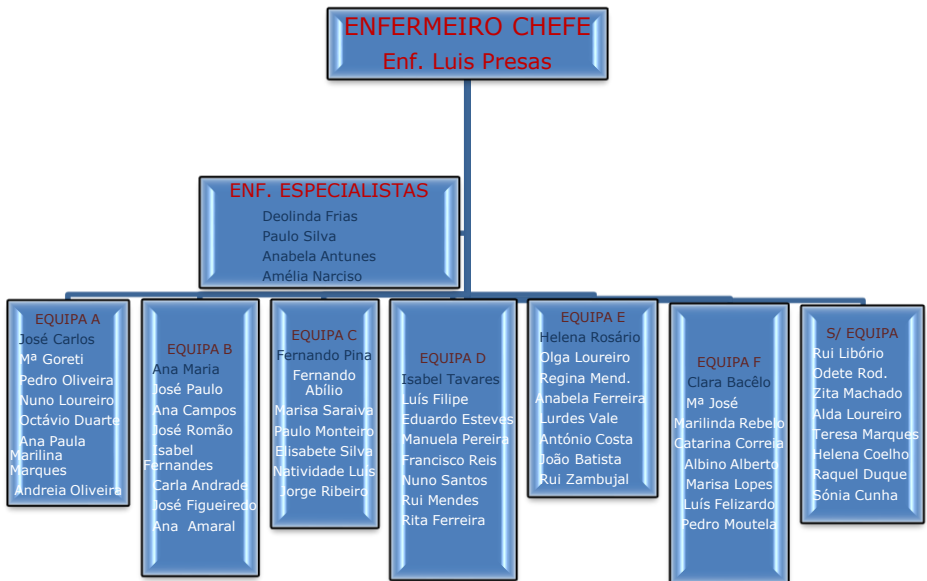 ENFERMEIRO CHEFE
Enf. Luis Presas
ENF. ESPECIALISTAS
Deolinda Frias
Paulo Silva
Anabela Antunes
Amélia Narciso
EQUIPA A
José Carlos
Mª Goreti
Pedro Oliveira
Nuno Loureiro
Octávio Duarte
Ana Paula
Marilina
Marques
Andreia Oliveira
EQUIPA B
Ana Maria
José Paulo
Ana Campos
José Romão
Isabel
Fernandes
Carla Andrade
José Figueiredo
Ana Amaral
EQUIPA C
Fernando Pina
Fernando
Abílio
Marisa Saraiva
Paulo Monteiro
Elisabete Silva
Natividade Luís
Jorge Ribeiro
EQUIPA D
Isabel Tavares
Luís Filipe
Eduardo Esteves
Manuela Pereira
Francisco Reis
Nuno Santos
Rui Mendes
Rita Ferreira
EQUIPA E
Helena Rosário
Olga Loureiro
Regina Mend.
Anabela Ferreira
Lurdes Vale
António Costa
João Batista
Rui Zambujal
EQUIPA F
Clara Bacêlo
Mª José
Marilinda Rebelo
Catarina Correia
Albino Alberto
Marisa Lopes
Luís Felizardo
Pedro Moutela
S/ EQUIPA
Rui Libório
Odete Rod.
Zita Machado
Alda Loureiro
Teresa Marques
Helena Coelho
Raquel Duque
Sónia Cunha